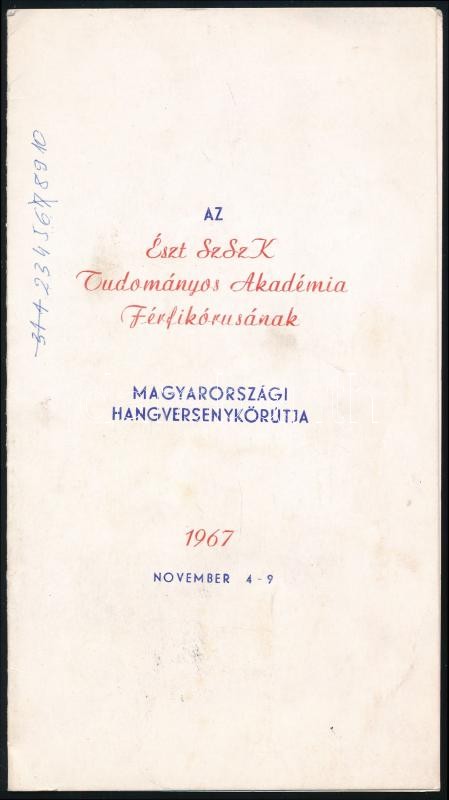 AZ
Észt SzSzK
Tudományos Akadémia
Férfikórusának
MAGYARORSZÁGI
HANGVERSENYKÖRÚTJA
1967
NOVEMBER 4-9